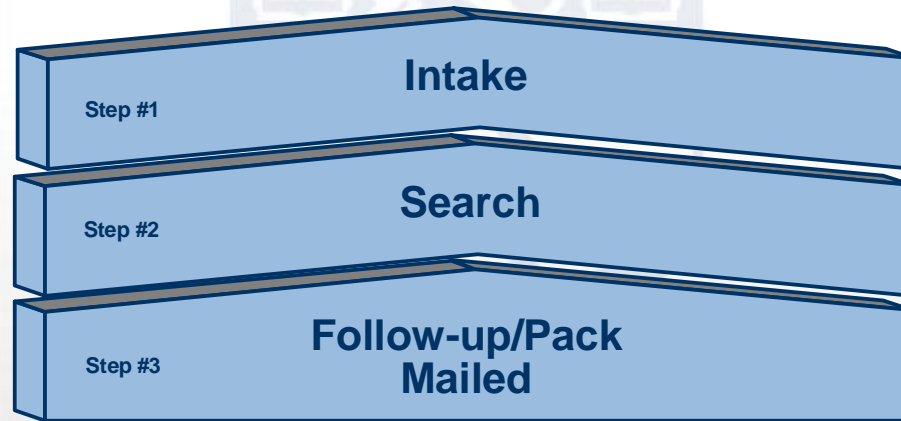 Intake
Step #1
Search
Step #2
Follow-up/Pack
Mailed
Step #3